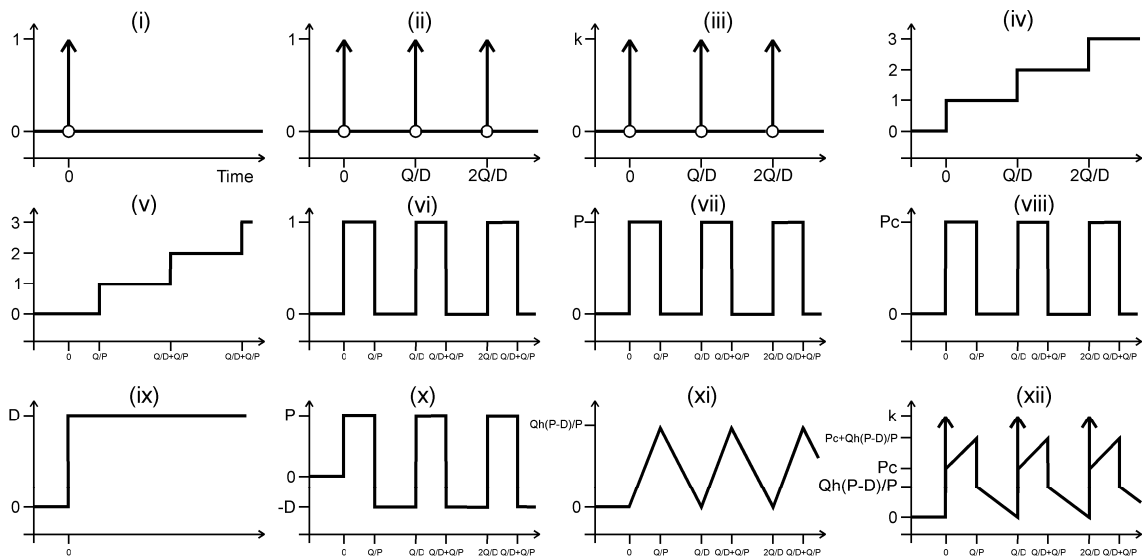 (i)
1
0
0
Time
(ii)
1
0
0 Q/D 2Q/D
(iii)
k
0
0 Q/D 2Q/D
(iv)
3
2
1
0
0 Q/D 2Q/D
(v)
3
2
1
0
0 Q/P Q/D+Q/P Q/D+Q/P
(vi)
1
0
0 Q/P Q/D Q/D+Q/P 2Q/D Q/D+Q/P
(vii)
P
0
0 Q/P Q/D Q/D+Q/P 2Q/D Q/D+Q/P
(viii)
Pc
0
0 Q/P Q/D Q/D+Q/P 2Q/D Q/D+Q/P
(ix)
D
0
0
(x)
P
0
-D
0 Q/P Q/D Q/D+Q/P 2Q/D Q/D+Q/P
(xi)
Qh(P-D)/P
0
0 Q/P Q/D Q/D+Q/P 2Q/D Q/D+Q/P
(xii)
k
Pc+Qh(P-D)/P
Pc
Qh(P-D)/P
0
0 Q/P Q/D Q/D+Q/P 2Q/D Q/D+Q/P